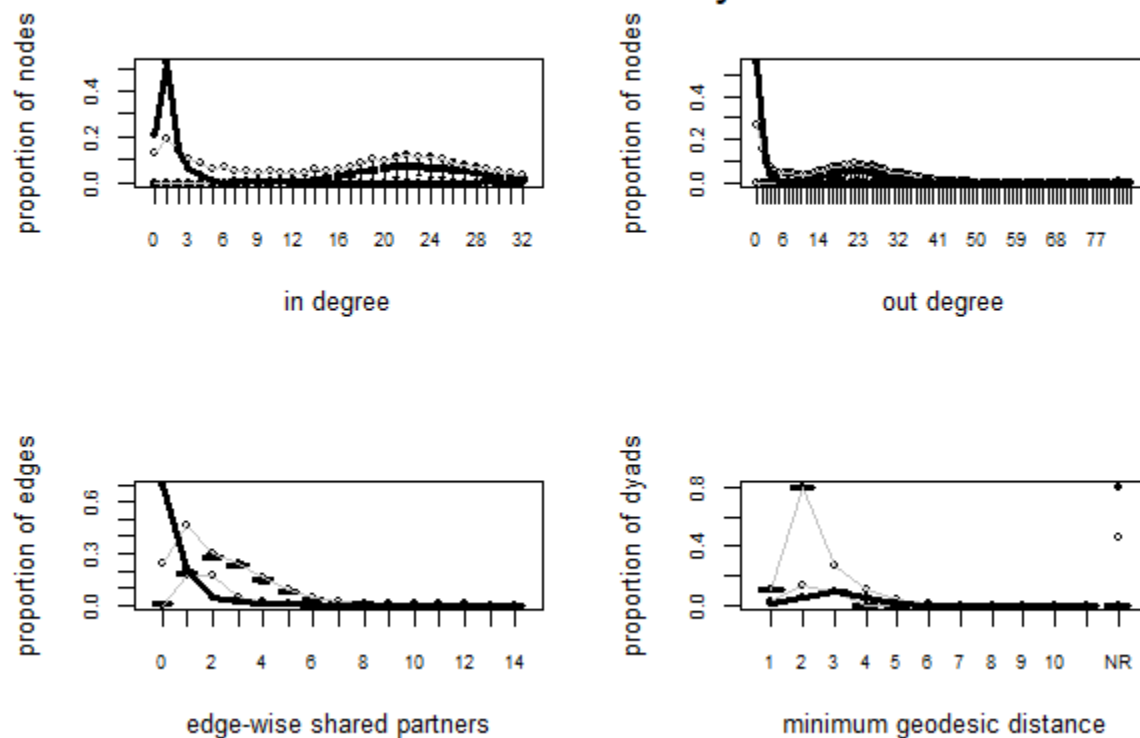 proportion of nodes
0.0 0.2 0.4
0 3 6 9 12 16 20 24 28 32
in degree
proportion of nodes
0.0 0.2 0.4
0 6 14 23 32 41 50 59 68 77
out degree
proportion of edges
0.0 0.3 0.6
0 2 4 6 8 10 12 14
edge-wise shared partners
proportion of dyads
0.0 0.4 0.8
1 2 3 4 5 6 7 8 9 10 NR
minimum geodesic distance